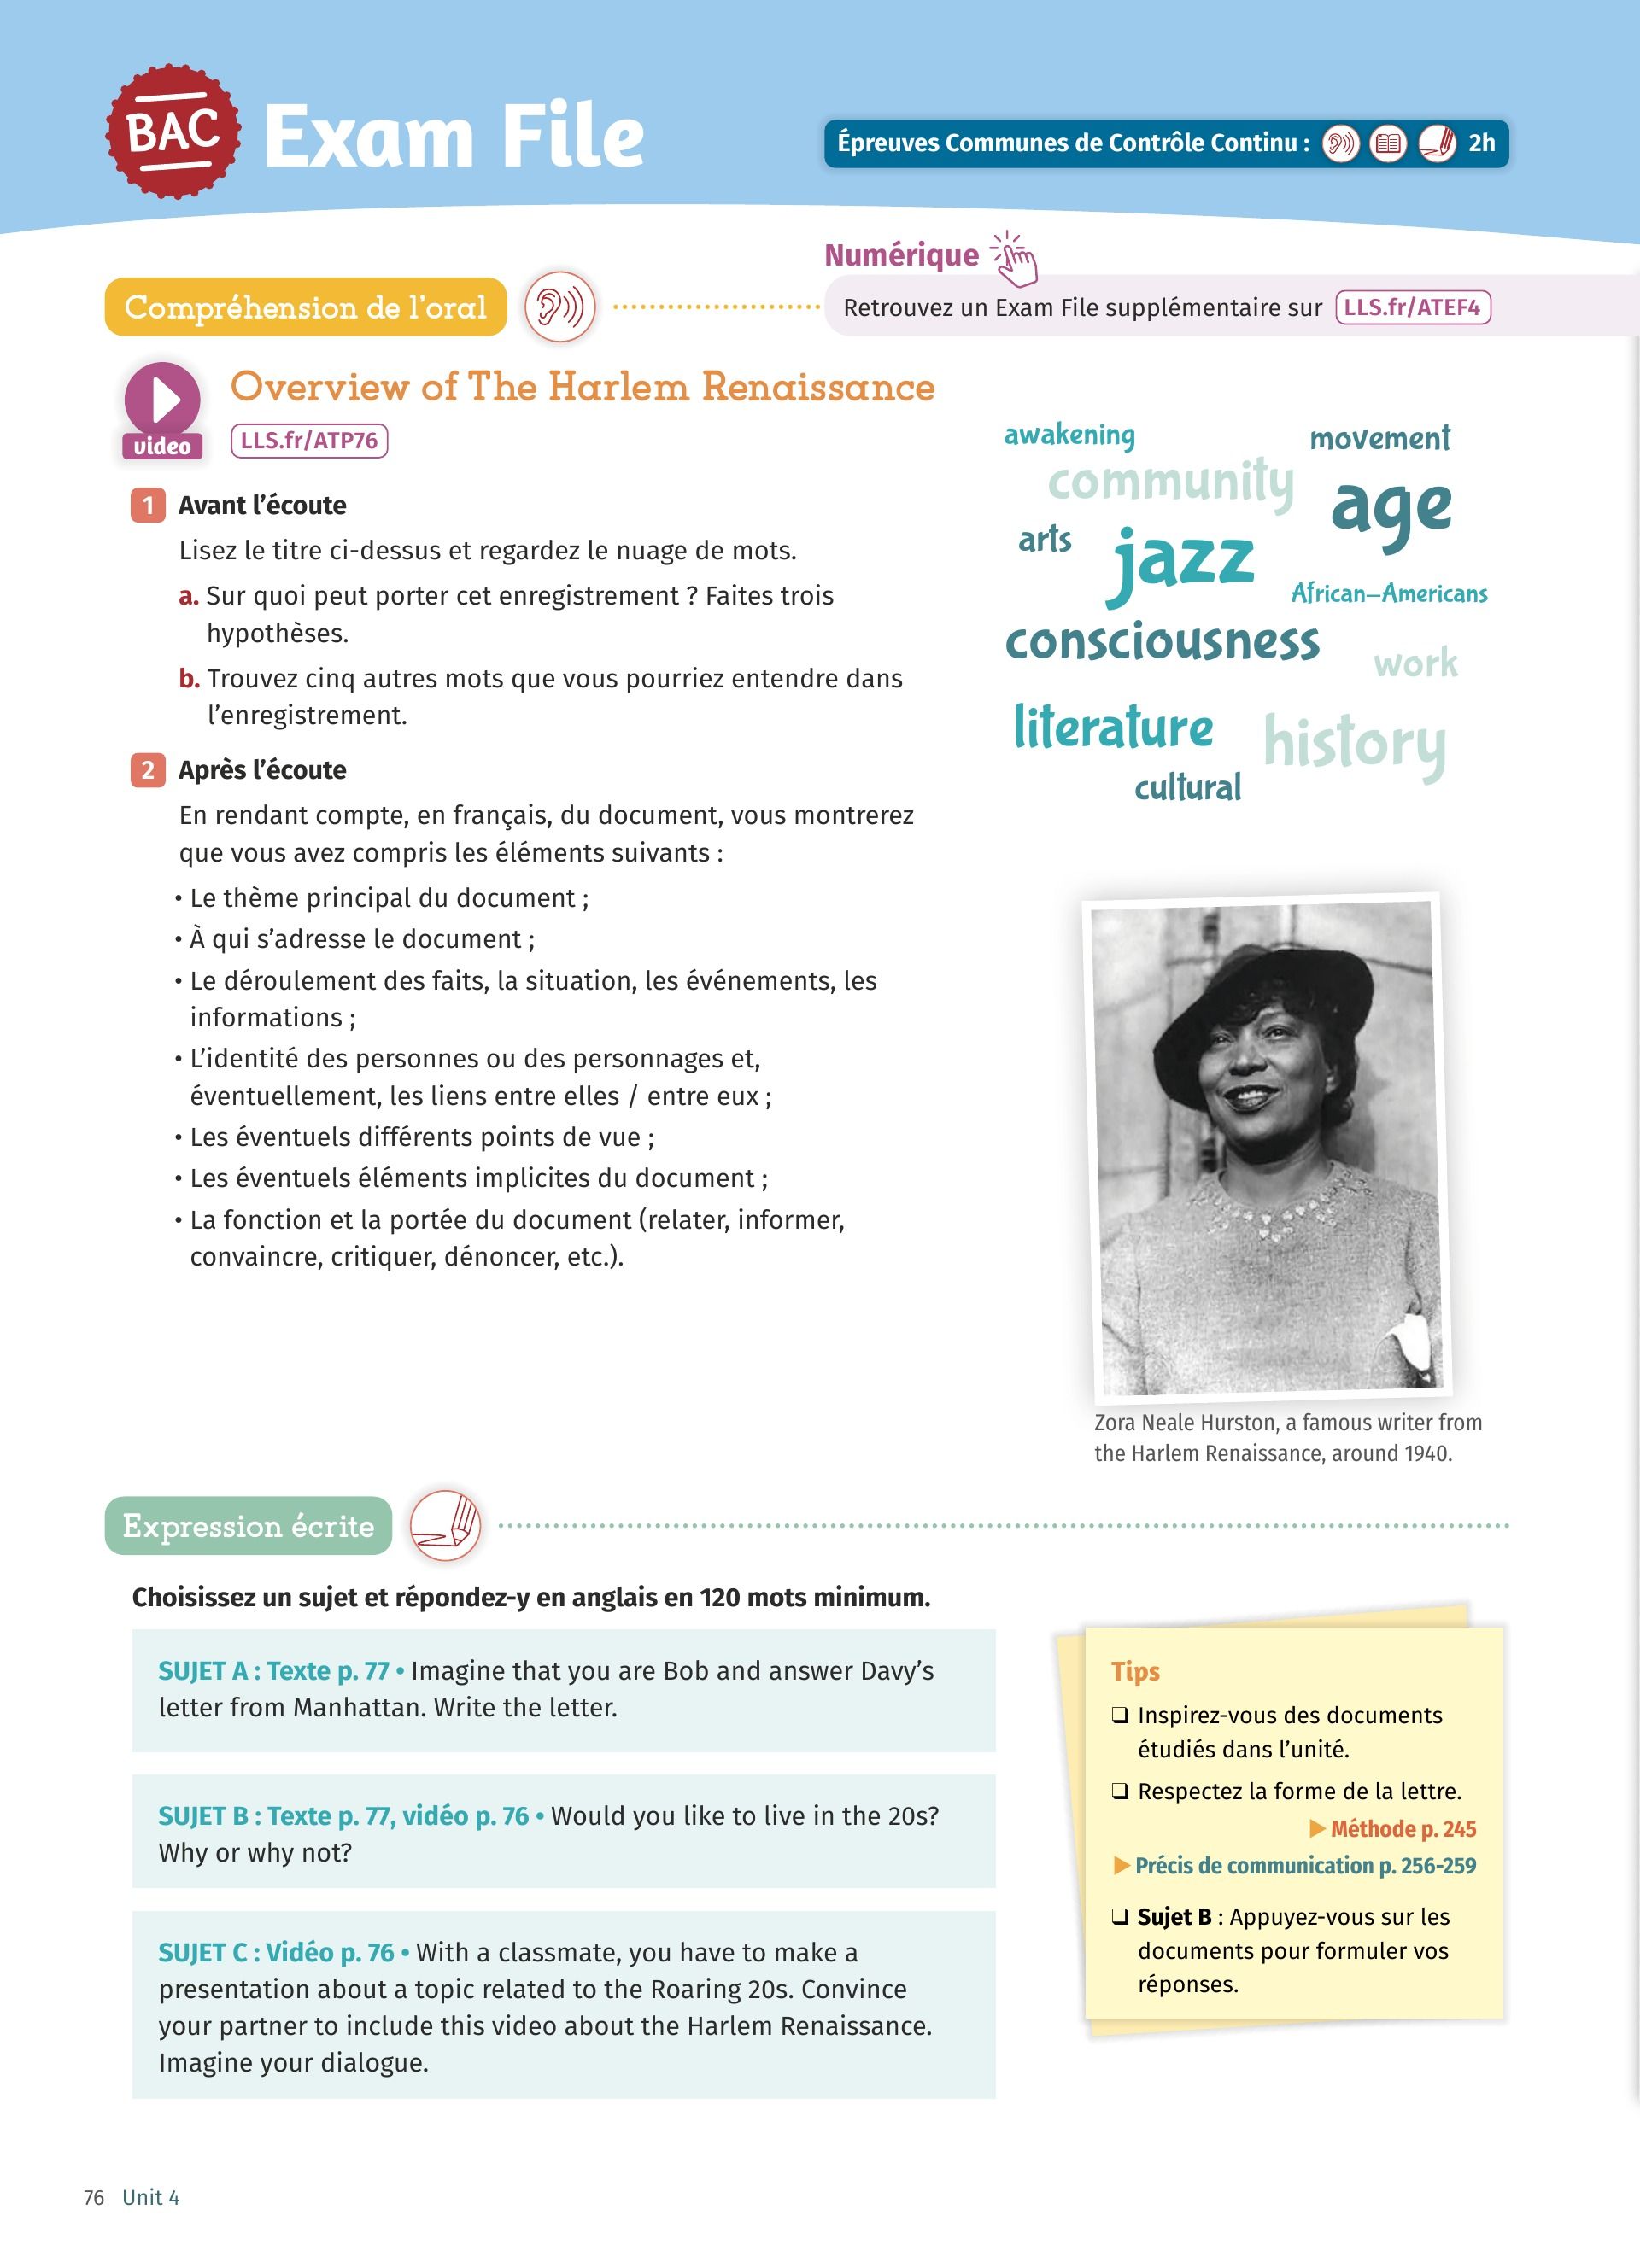 BAC
Exam File
Épreuves Communes de Contrôle Continu : 2h
Numérique
Retrouvez un Exam File supplémentaire sur LLS.fr/ATEF4
Compréhension de l’oral
video
Overview of The Harlem Renaissance
LLS.fr/ATP76
1 Avant l’écoute
Lisez le titre ci-dessus et regardez le nuage de mots.
a. Sur quoi peut porter cet enregistrement ? Faites trois
hypothèses.
b. Trouvez cinq autres mots que vous pourriez entendre dans
l’enregistrement.
2 Après l’écoute
En rendant compte, en français, du document, vous montrerez
que vous avez compris les éléments suivants :
• Le thème principal du document ;
• À qui s’adresse le document ;
• Le déroulement des faits, la situation, les événements, les
informations ;
• L’identité des personnes ou des personnages et,
éventuellement, les liens entre elles / entre eux ;
• Les éventuels différents points de vue ;
• Les éventuels éléments implicites du document ;
• La fonction et la portée du document (relater, informer,
convaincre, critiquer, dénoncer, etc.).
awakening
movement
community
age
arts
jazz
African–Americans
consciousness
work
literature
history
cultural
Zora Neale Hurston, a famous writer from
the Harlem Renaissance, around 1940.
Expression écrite
Choisissez un sujet et répondez-y en anglais en 120 mots minimum.
SUJET A : Texte p. 77 • Imagine that you are Bob and answer Davy’s
letter from Manhattan. Write the letter.
SUJET B : Texte p. 77, vidéo p. 76 • Would you like to live in the 20s?
Why or why not?
SUJET C : Vidéo p. 76 • With a classmate, you have to make a
presentation about a topic related to the Roaring 20s. Convince
your partner to include this video about the Harlem Renaissance.
Imagine your dialogue.
Tips
❑ Inspirez-vous des documents
étudiés dans l’unité.
❑ Respectez la forme de la lettre.
▶ Méthode p. 245
▶ Précis de communication p. 256-259
❑ Sujet B : Appuyez-vous sur les
documents pour formuler vos
réponses.
76 Unit 4